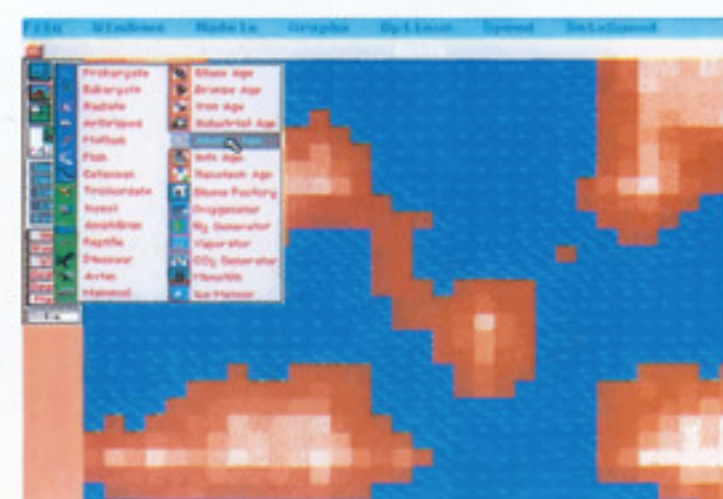 File Windows Models Graphs Options Speed DataSpeed
Prokaryote
Eukaryote
Radiate
Arthropod
Mollusk
Fish
Cetacean
Trichordate
Insect
Amphibian
Reptile
Dinosaur
Avian
Mammal
Stone Age
Bronze Age
Iron Age
Industrial Age
Info Age
Nanotech Age
Biome Factory
Oxygenator
N₂ Generator
Vaporator
CO₂ Generator
Monolith
Ice Meteor